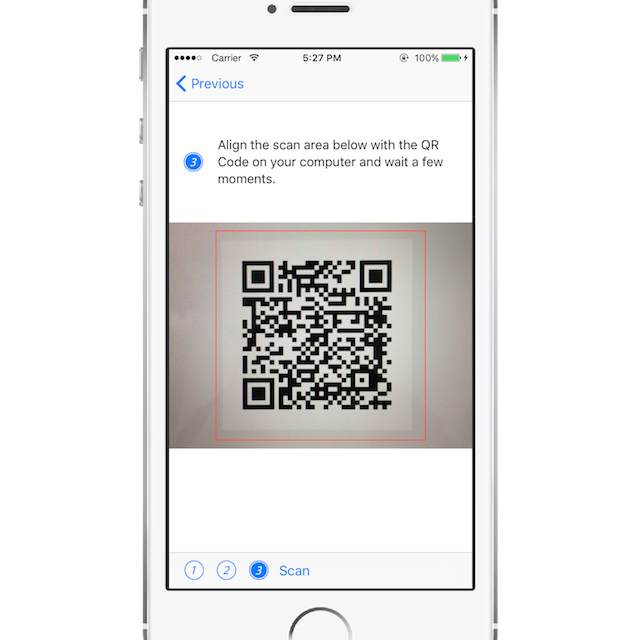 Carrier 5:27 PM 100%
Previous
3 Align the scan area below with the QR
Code on your computer and wait a few
moments.
1 2 3 Scan